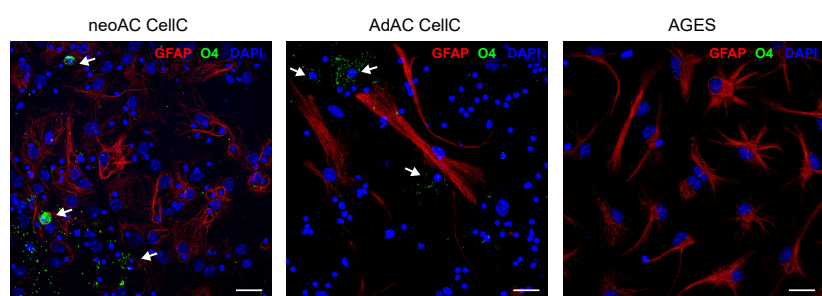 neoAC CellC
AdAC CellC
AGES
GFAP O4 DAPI
GFAP O4 DAPI
GFAP O4 DAPI